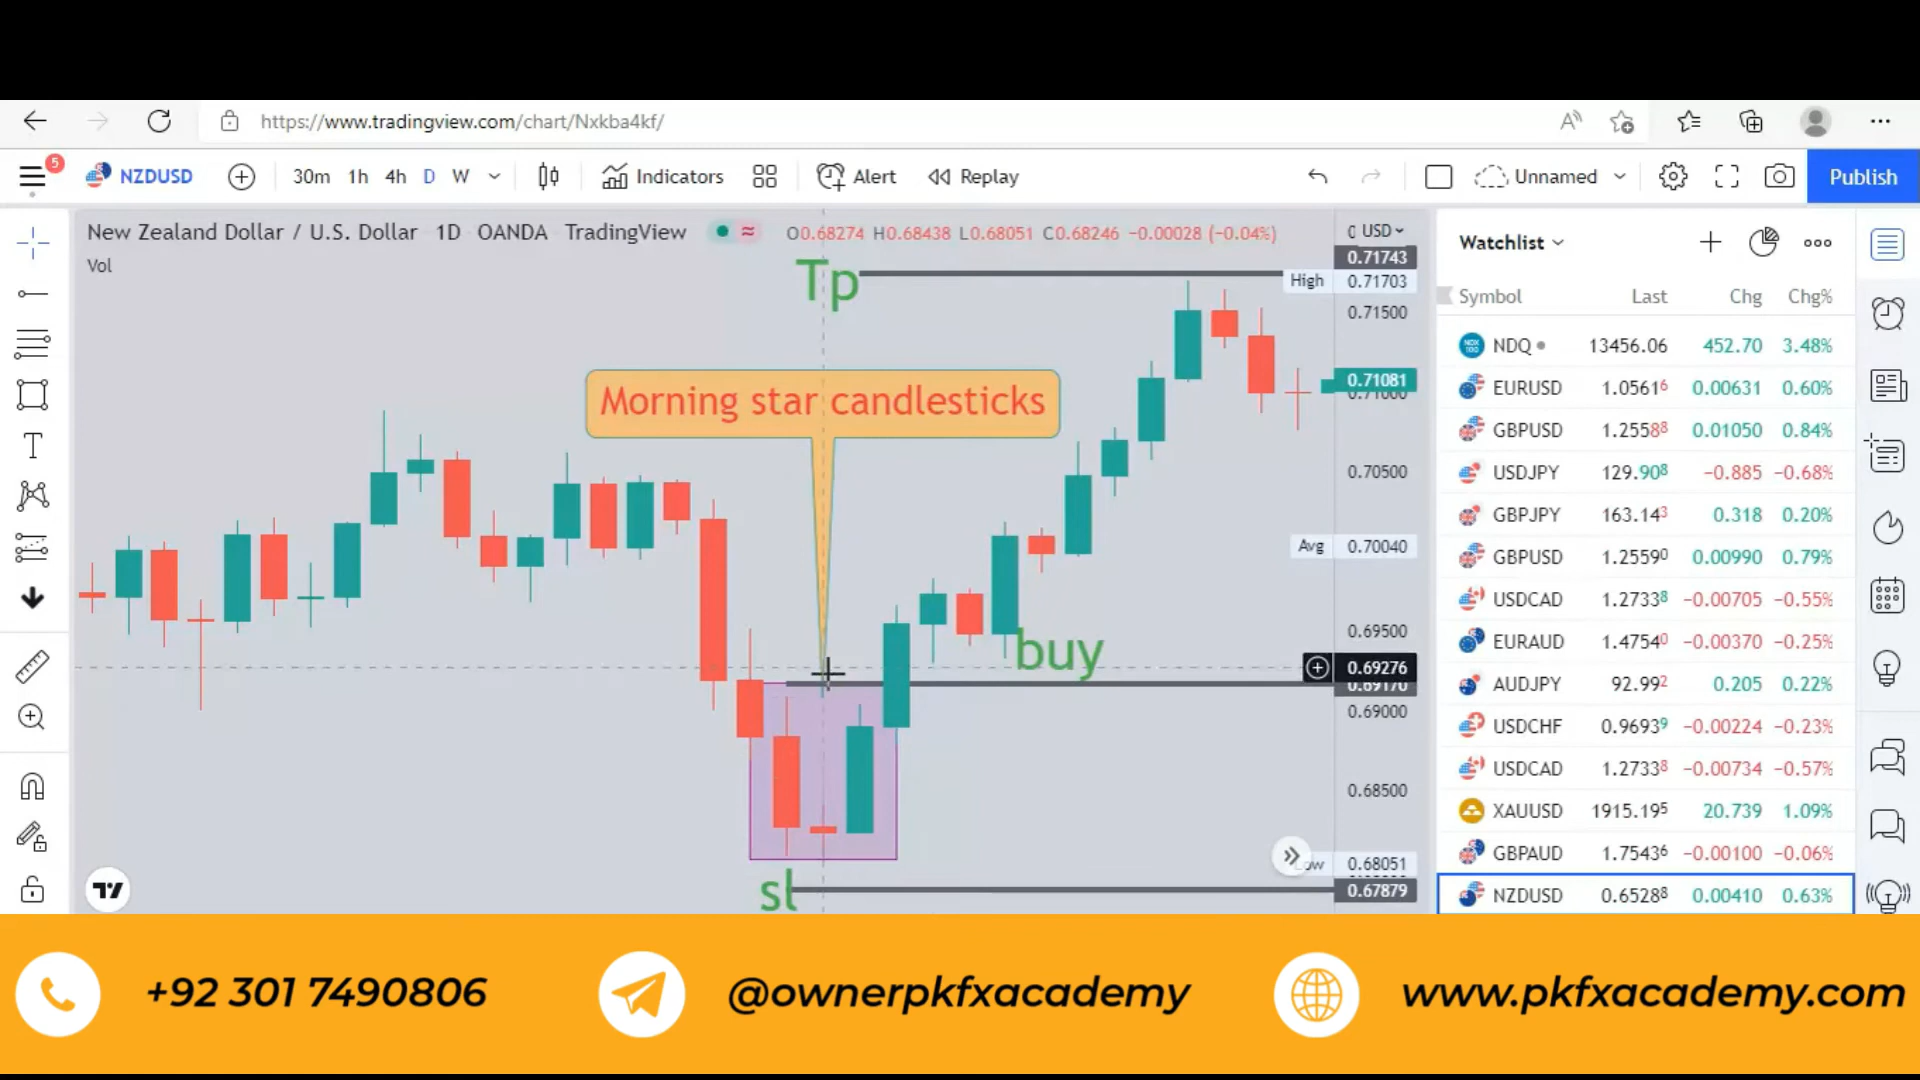 https://www.tradingview.com/chart/Nxkba4kf/
5 NZDUSD 30m 1h 4h D W Indicators Alert Replay Unnamed Publish
New Zealand Dollar / U.S. Dollar 1D OANDA TradingView O0.68274 H0.68438 L0.68051 C0.68246 −0.00028 (−0.04%)
Vol
USD
0.71743
Tp
High 0.71703
0.71500
Morning star candlesticks
0.71081
0.71000
0.70500
Avg 0.70040
0.69500
buy
0.69276
0.69170
0.69000
0.68500
0.68051
sl
0.67879
Watchlist
Symbol Last Chg Chg%
NDQ 13456.06 452.70 3.48%
EURUSD 1.05616 0.00631 0.60%
GBPUSD 1.25588 0.01050 0.84%
USDJPY 129.908 −0.885 −0.68%
GBPJPY 163.143 0.318 0.20%
GBPUSD 1.25590 0.00990 0.79%
USDCAD 1.27338 −0.00705 −0.55%
EURAUD 1.47540 −0.00370 −0.25%
AUDJPY 92.992 0.205 0.22%
USDCHF 0.96939 −0.00224 −0.23%
USDCAD 1.27338 −0.00734 −0.57%
XAUUSD 1915.195 20.739 1.09%
GBPAUD 1.75436 −0.00100 −0.06%
NZDUSD 0.65288 0.00410 0.63%
+92 301 7490806
@ownerpkfxacademy
www.pkfxacademy.com